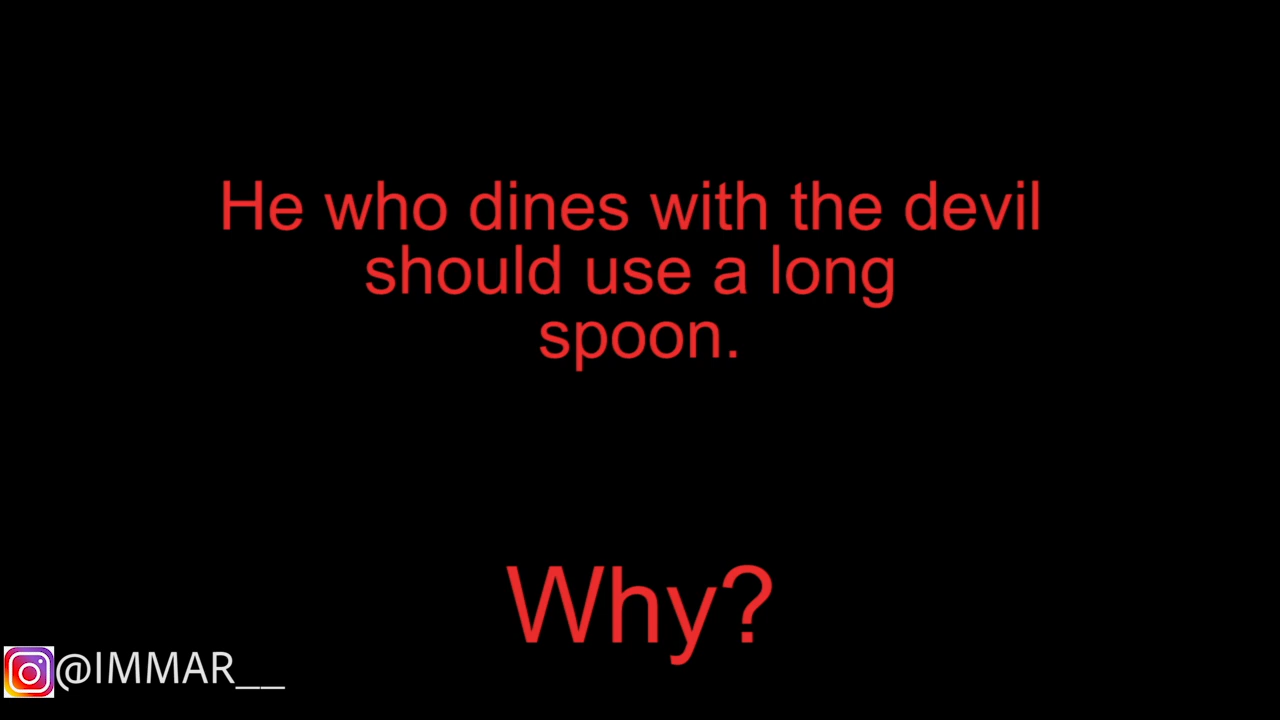 He who dines with the devil
should use a long
spoon.
Why?
@IMMAR__